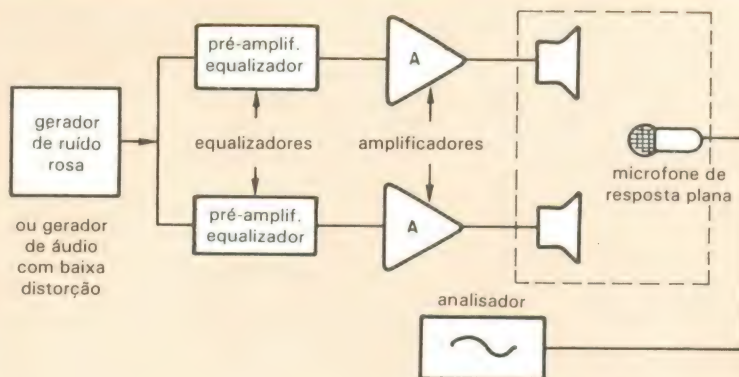 gerador
de ruído
rosa
ou gerador
de áudio
com baixa
distorção
pré-amplif.
equalizador
equalizadores
pré-amplif.
equalizador
A
amplificadores
A
microfone de
resposta plana
analisador